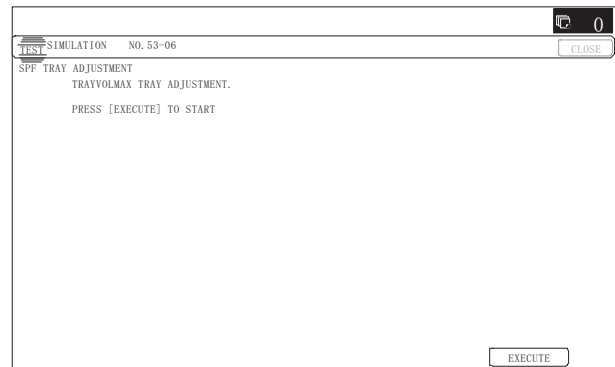 0
TEST SIMULATION NO. 53-06
CLOSE
SPF TRAY ADJUSTMENT
TRAYVOLMAX TRAY ADJUSTMENT.
PRESS [EXECUTE] TO START
EXECUTE